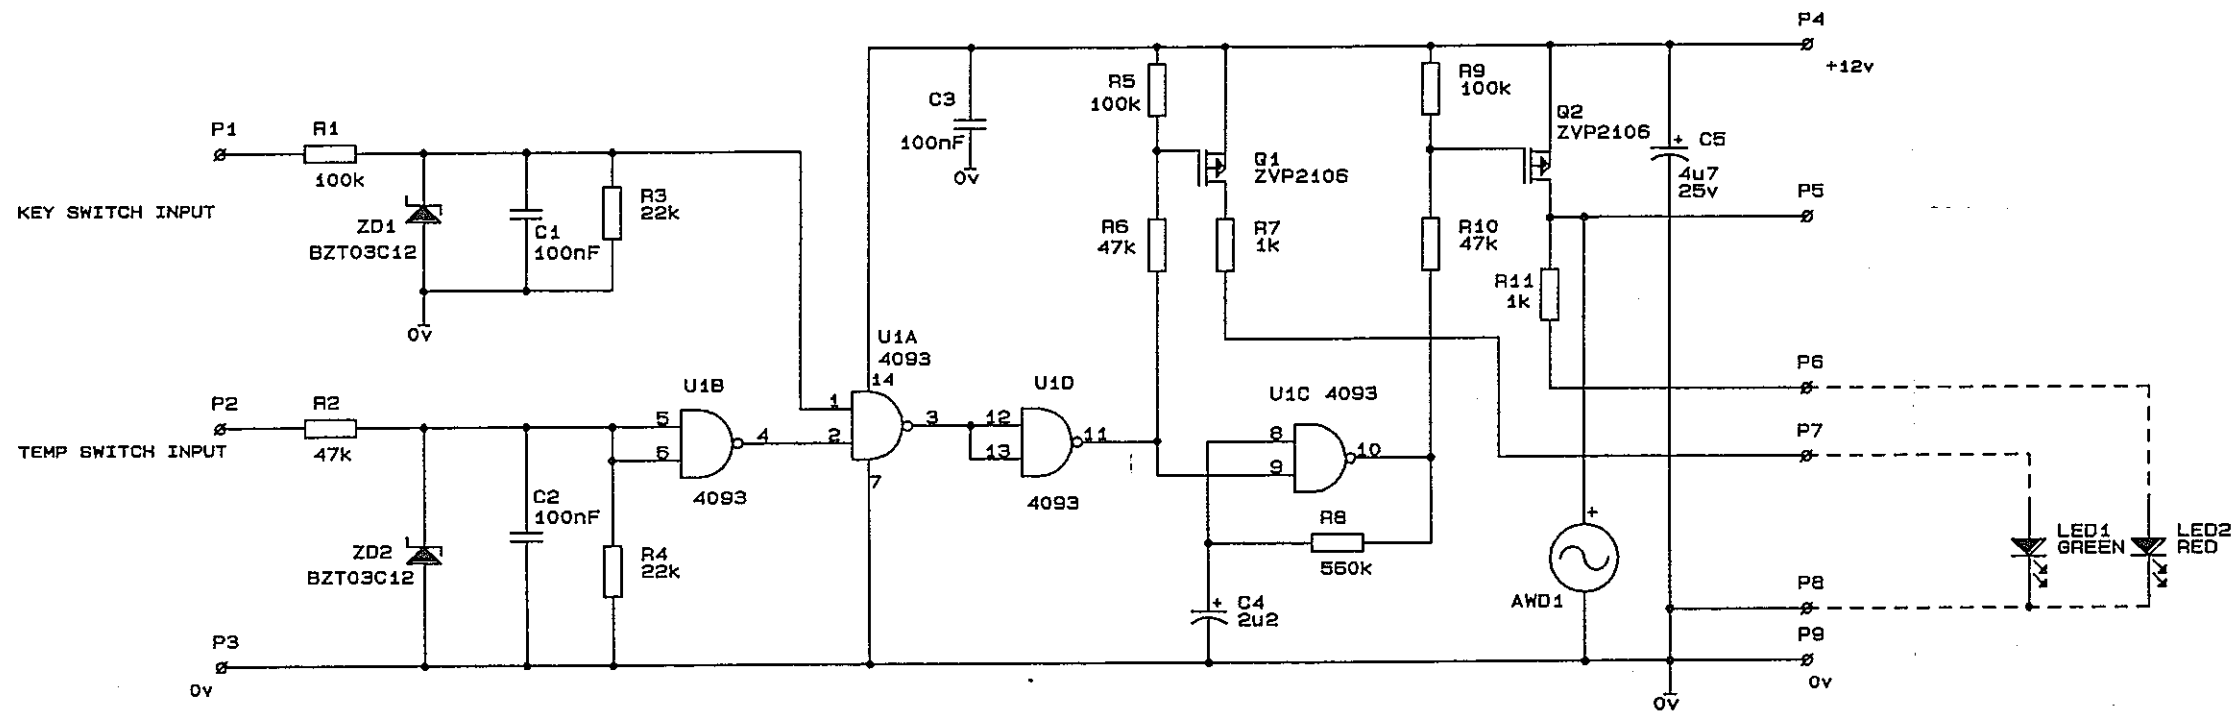 P4
+12v
R5
100k
R9
100k
C3
100nF
0v
Q2
ZVP2106
C5
4u7
25v
P1
R1
100k
Q1
ZVP2106
P5
KEY SWITCH INPUT
ZD1
BZT03C12
C1
100nF
R3
22k
R6
47k
R7
1k
R10
47k
R11
1k
0v
U1A
4093
14
P6
U1B
U1D
U1C 4093
P2
R2
47k
TEMP SWITCH INPUT
5
6
4
1
2
3
7
12
13
11
8
9
10
P7
4093
4093
C2
100nF
ZD2
BZT03C12
R4
22k
R8
560k
LED1
GREEN
LED2
RED
C4
2u2
AWD1
P8
P3
0v
P9
0v
0v
+
+
+